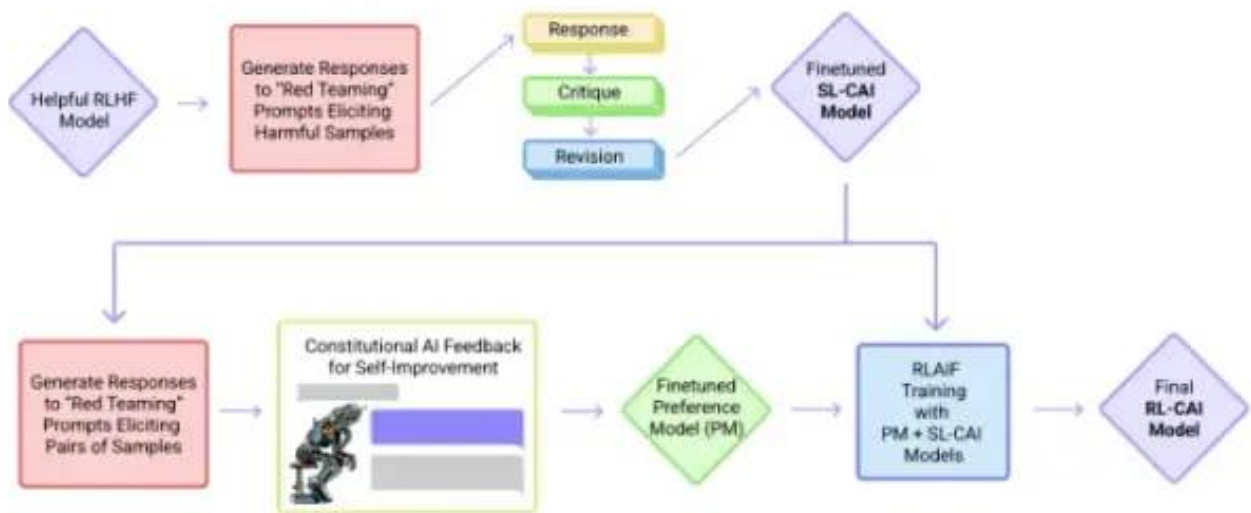 Helpful RLHF
Model
Generate Responses
to "Red Teaming"
Prompts Eliciting
Harmful Samples
Response
Critique
Revision
Finetuned
SL-CAI
Model
Generate Responses
to "Red Teaming"
Prompts Eliciting
Pairs of Samples
Constitutional AI Feedback
for Self-Improvement
Finetuned
Preference
Model (PM)
RLAIF
Training
with
PM + SL-CAI
Models
Final
RL-CAI
Model